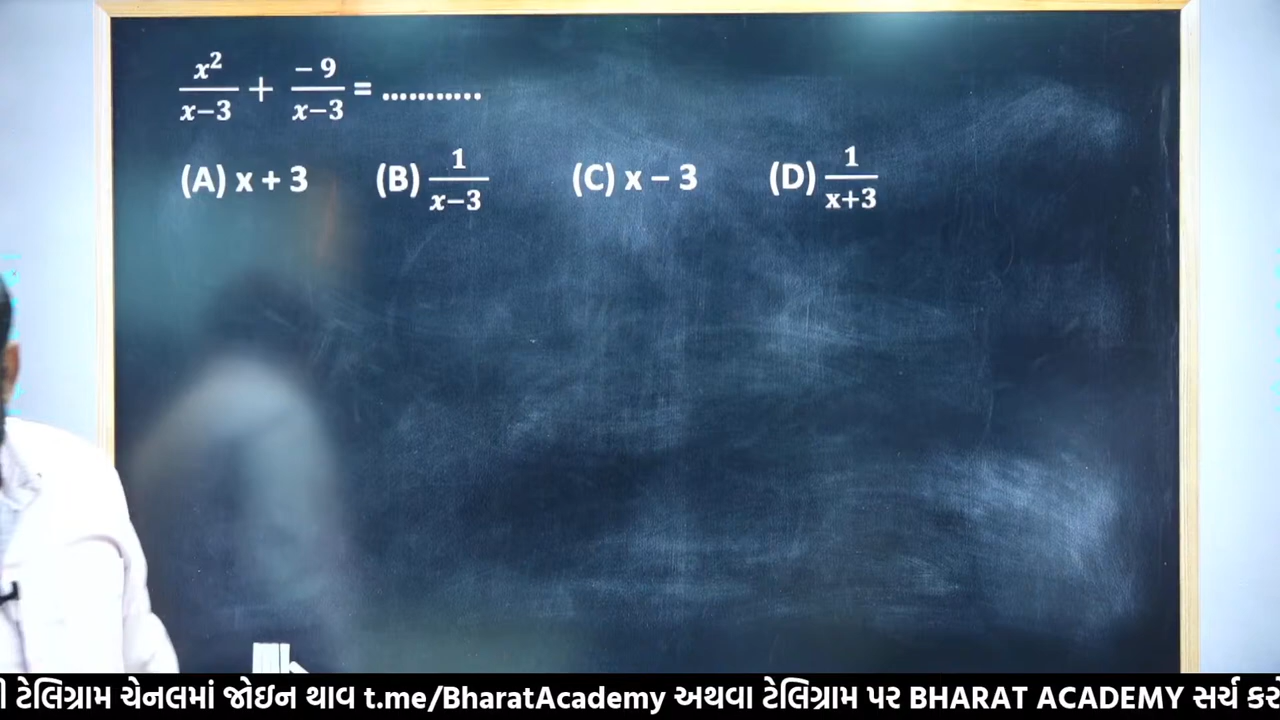 x²/x−3 + −9/x−3 = ...........
(A) x + 3 (B) 1/x−3 (C) x − 3 (D) 1/x+3
ટેલિગ્રામ ચેનલમાં જોઇન થાવ t.me/BharatAcademy અથવા ટેલિગ્રામ પર BHARAT ACADEMY સર્ચ